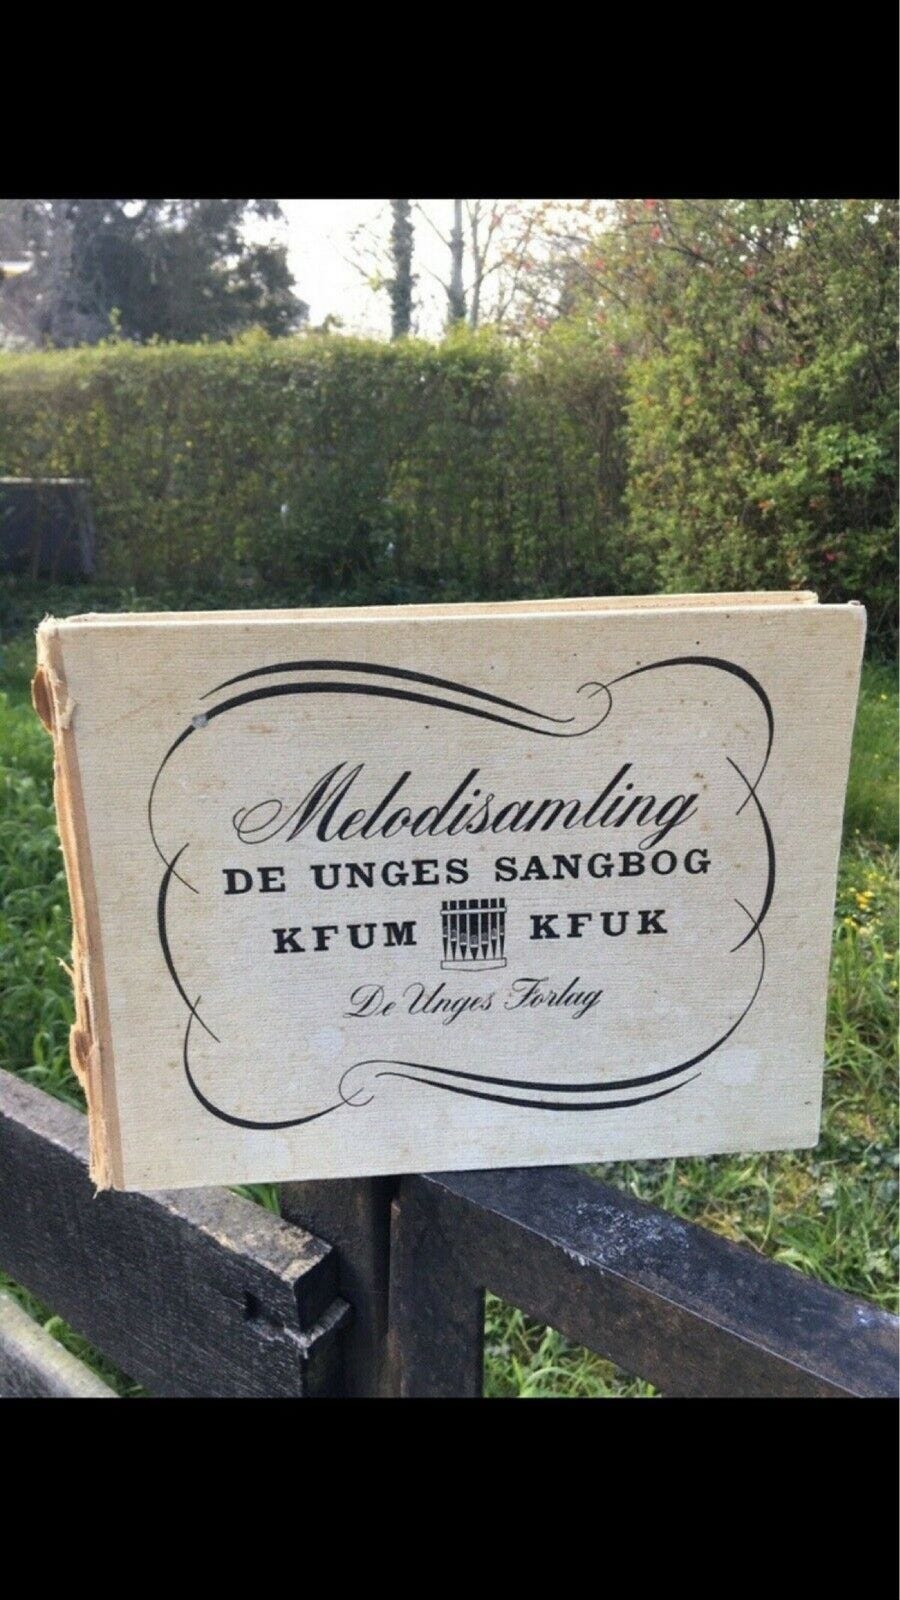 Melodisamling
DE UNGES SANGBOG
KFUM KFUK
De Unges Forlag